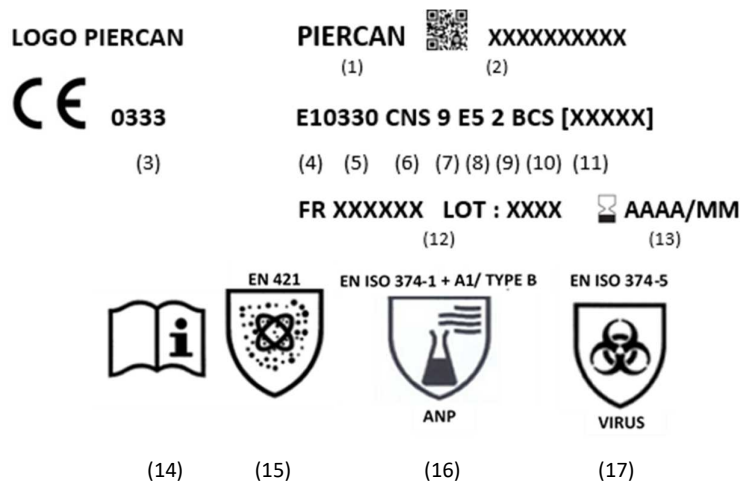 LOGO PIERCAN PIERCAN XXXXXXXXXX
(1) (2)
CE 0333 E10330 CNS 9 E5 2 BCS [XXXXX]
(3) (4) (5) (6) (7) (8) (9) (10) (11)
FR XXXXXX LOT : XXXX AAAA/MM
(12) (13)
EN 421 EN ISO 374-1 + A1/ TYPE B EN ISO 374-5
i
ANP VIRUS
(14) (15) (16) (17)